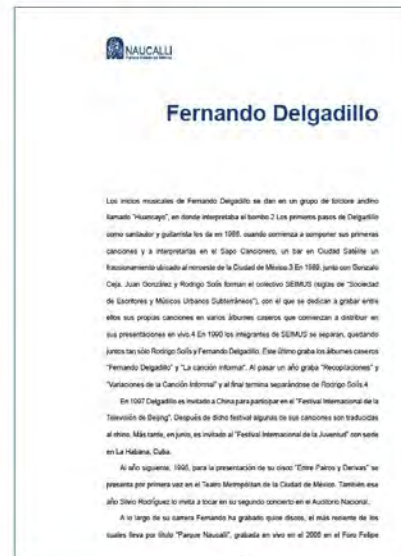 NAUCALLI
Fernando Delgadillo
Los inicios musicales de Fernando Delgadillo se dan en un grupo de folclore andino
llamado "Huancayo", en donde interpretaba el bombo.2 Los primeros pasos de Delgadillo
como cantautor y guitarrista los da en 1986, cuando comienza a componer sus primeras
canciones y a interpretarlas en el Sapo Cancionero, un bar en Ciudad Satélite un
fraccionamiento ubicado al noroeste de la Ciudad de México.3 En 1989, junto con Gonzalo
Ceja, Juan González y Rodrigo Solís forman el colectivo SEIMUS (siglas de "Sociedad
de Escritores y Músicos Urbanos Subterráneos"), con el que se dedican a grabar entre
ellos sus propias canciones en varios álbumes caseros que comienzan a distribuir en
sus presentaciones en vivo.4 En 1990 los integrantes de SEIMUS se separan, quedando
juntos tan sólo Rodrigo Solís y Fernando Delgadillo. Este último graba los álbumes caseros
"Fernando Delgadillo" y "La canción informal". Al pasar un año graba "Recopilaciones" y
"Variaciones de la Canción Informal" y al final termina separándose de Rodrigo Solís.4
En 1997 Delgadillo es invitado a China para participar en el "Festival Internacional de la
Televisión de Beijing". Después de dicho festival algunas de sus canciones son traducidas
al chino. Más tarde, en junio, es invitado al "Festival Internacional de la Juventud" con sede
en La Habana, Cuba.
Al año siguiente, 1998, para la presentación de su disco "Entre Pairos y Derivas" se
presenta por primera vez en el Teatro Metropólitan de la Ciudad de México. También ese
año Silvio Rodríguez lo invita a tocar en su segundo concierto en el Auditorio Nacional.
A lo largo de su carrera Fernando ha grabado quice discos, el más reciente de los
cuales lleva por título "Parque Naucalli", grabada en vivo en el 2006 en el Foro Felipe